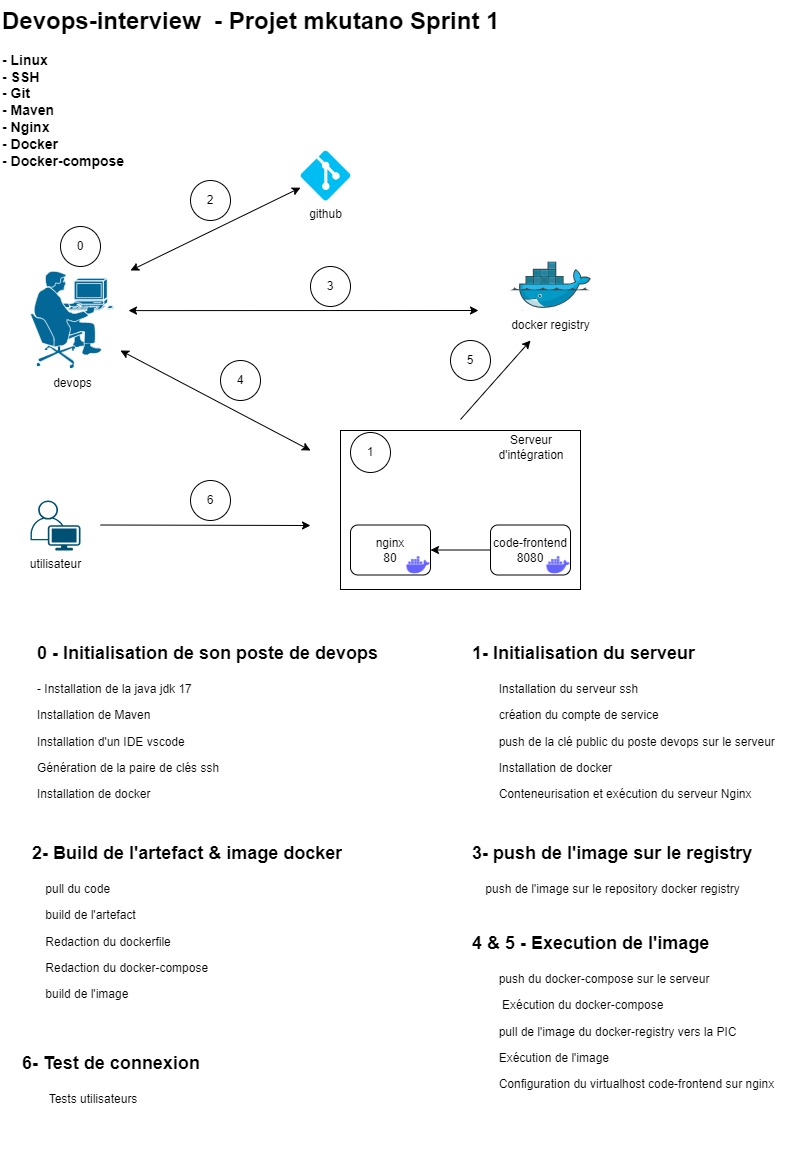 Devops-interview  - Projet mkutano Sprint 1
- Linux
- SSH
- Git
- Maven
- Nginx
- Docker
- Docker-compose
2
github
0
3
docker registry
devops
4
5
1
Serveur
d'intégration
6
utilisateur
nginx
80
code-frontend
8080
0 - Initialisation de son poste de devops
- Installation de la java jdk 17
Installation de Maven
Installation d'un IDE vscode
Génération de la paire de clés ssh
Installation de docker
1- Initialisation du serveur
Installation du serveur ssh
création du compte de service
push de la clé public du poste devops sur le serveur
Installation de docker
Conteneurisation et exécution du serveur Nginx
2- Build de l'artefact & image docker
pull du code
build de l'artefact
Redaction du dockerfile
Redaction du docker-compose
build de l'image
3- push de l'image sur le registry
push de l'image sur le repository docker registry
4 & 5 - Execution de l'image
push du docker-compose sur le serveur
Exécution du docker-compose
pull de l'image du docker-registry vers la PIC
Exécution de l'image
Configuration du virtualhost code-frontend sur nginx
6- Test de connexion
Tests utilisateurs